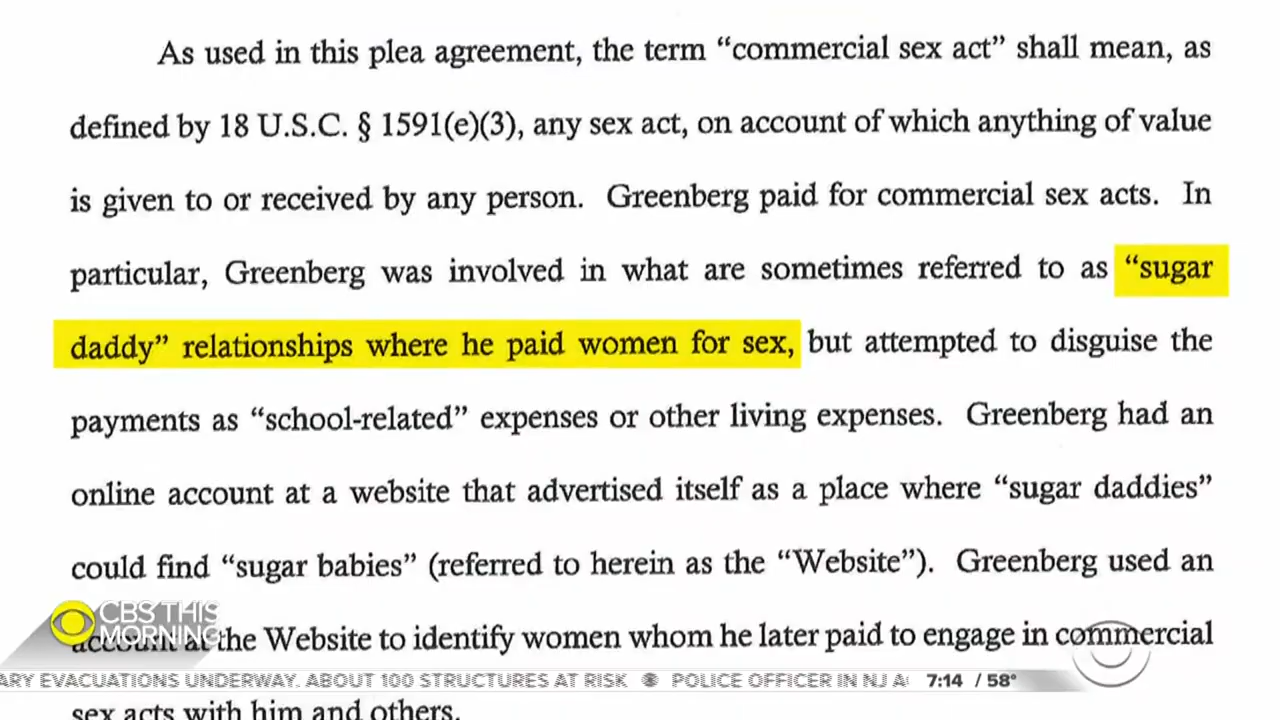 As used in this plea agreement, the term “commercial sex act” shall mean, as
defined by 18 U.S.C. § 1591(e)(3), any sex act, on account of which anything of value
is given to or received by any person. Greenberg paid for commercial sex acts. In
particular, Greenberg was involved in what are sometimes referred to as “sugar
daddy” relationships where he paid women for sex, but attempted to disguise the
payments as “school-related” expenses or other living expenses. Greenberg had an
online account at a website that advertised itself as a place where “sugar daddies”
could find “sugar babies” (referred to herein as the “Website”). Greenberg used an
account at the Website to identify women whom he later paid to engage in commercial
CBS THIS
MORNING
ARY EVACUATIONS UNDERWAY. ABOUT 100 STRUCTURES AT RISK POLICE OFFICER IN NJ A 7:14 / 58°
sex acts with him and others.